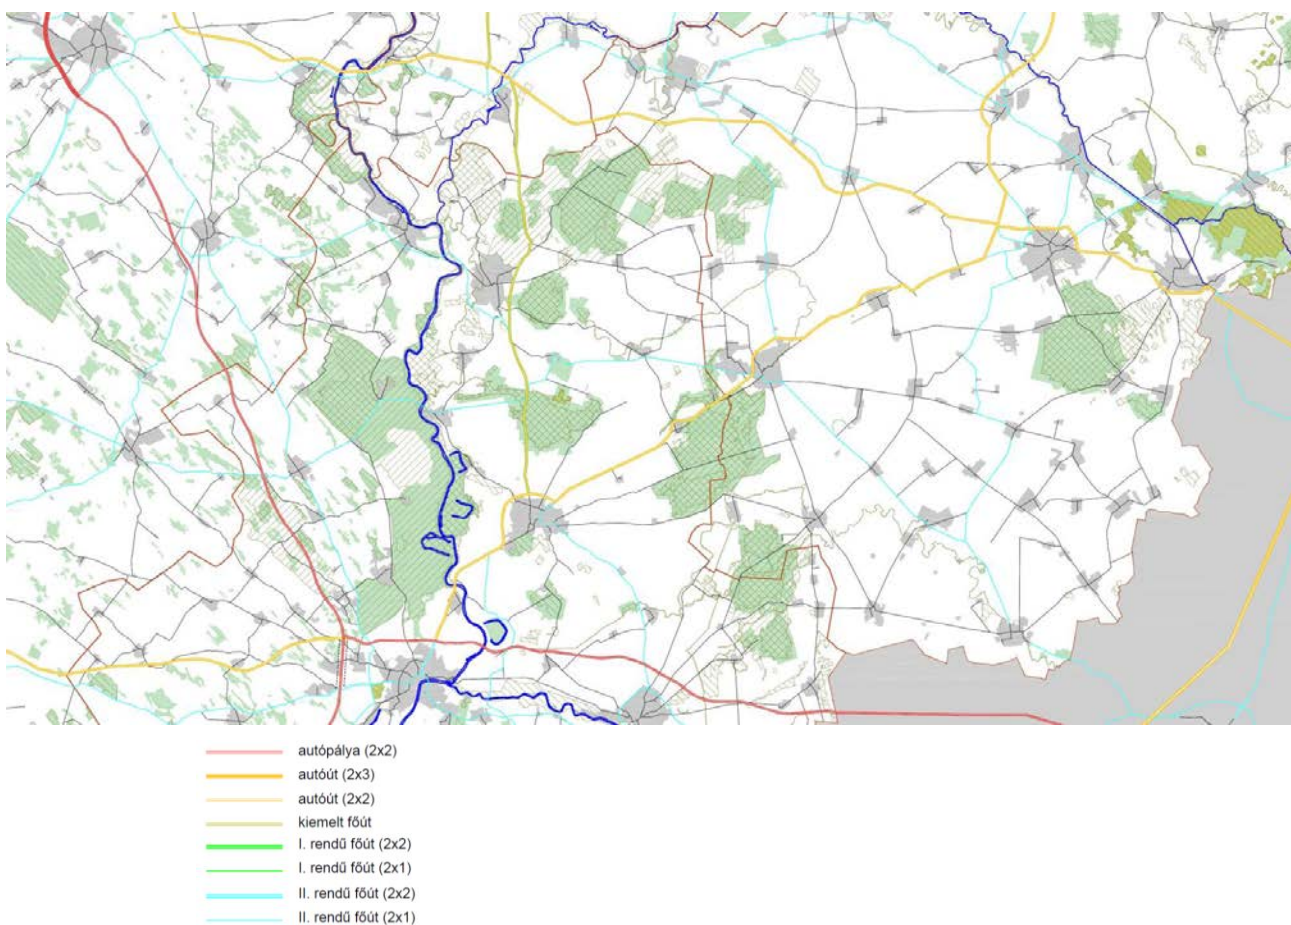 autópálya (2x2)
autóút (2x3)
autóút (2x2)
kiemelt főút
I. rendű főút (2x2)
I. rendű főút (2x1)
II. rendű főút (2x2)
II. rendű főút (2x1)